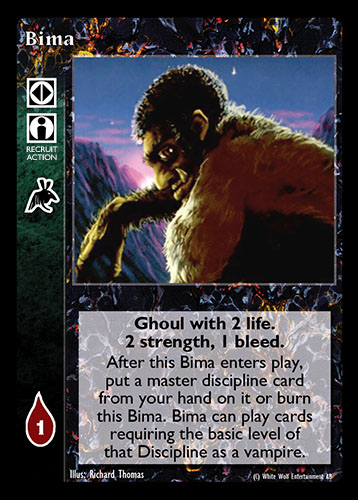 Bima
RECRUIT
ACTION
Ghoul with 2 life.
2 strength, 1 bleed.
After this Bima enters play,
put a master discipline card
from your hand on it or burn
this Bima. Bima can play cards
requiring the basic level of
that Discipline as a vampire.
1
Illus: Richard Thomas
(C) White Wolf Entertainment AB